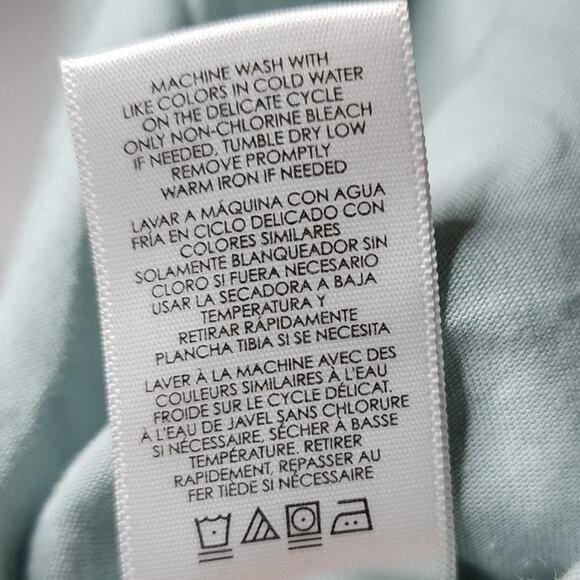 MACHINE WASH WITH
LIKE COLORS IN COLD WATER
ON THE DELICATE CYCLE
ONLY NON-CHLORINE BLEACH
IF NEEDED, TUMBLE DRY LOW
REMOVE PROMPTLY
WARM IRON IF NEEDED
LAVAR A MÁQUINA CON AGUA
FRÍA EN CICLO DELICADO CON
COLORES SIMILARES
SOLAMENTE BLANQUEADOR SIN
CLORO SI FUERA NECESARIO
USAR LA SECADORA A BAJA
TEMPERATURA Y
RETIRAR RÁPIDAMENTE
PLANCHA TIBIA SI SE NECESITA
LAVER À LA MACHINE AVEC DES
COULEURS SIMILAIRES À L'EAU
FROIDE SUR LE CYCLE DÉLICAT.
À L'EAU DE JAVEL SANS CHLORURE
SI NÉCESSAIRE, SÉCHER À BASSE
TEMPÉRATURE. RETIRER
RAPIDEMENT, REPASSER AU
FER TIÈDE SI NÉCESSAIRE